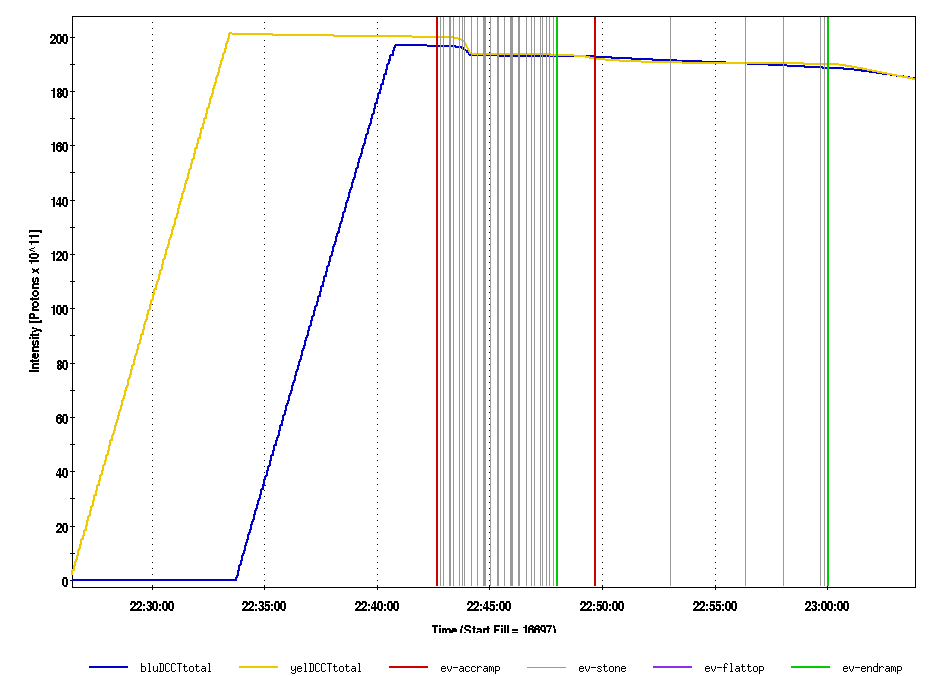 200
180
160
140
120
100
80
60
40
20
0
Intensity [Protons x 10^11]
22:30:00 22:35:00 22:40:00 22:45:00 22:50:00 22:55:00 23:00:00
Time (Start Fill = 16697)
bluDCCTtotal yelDCCTtotal ev-accramp ev-stone ev-flattop ev-endramp